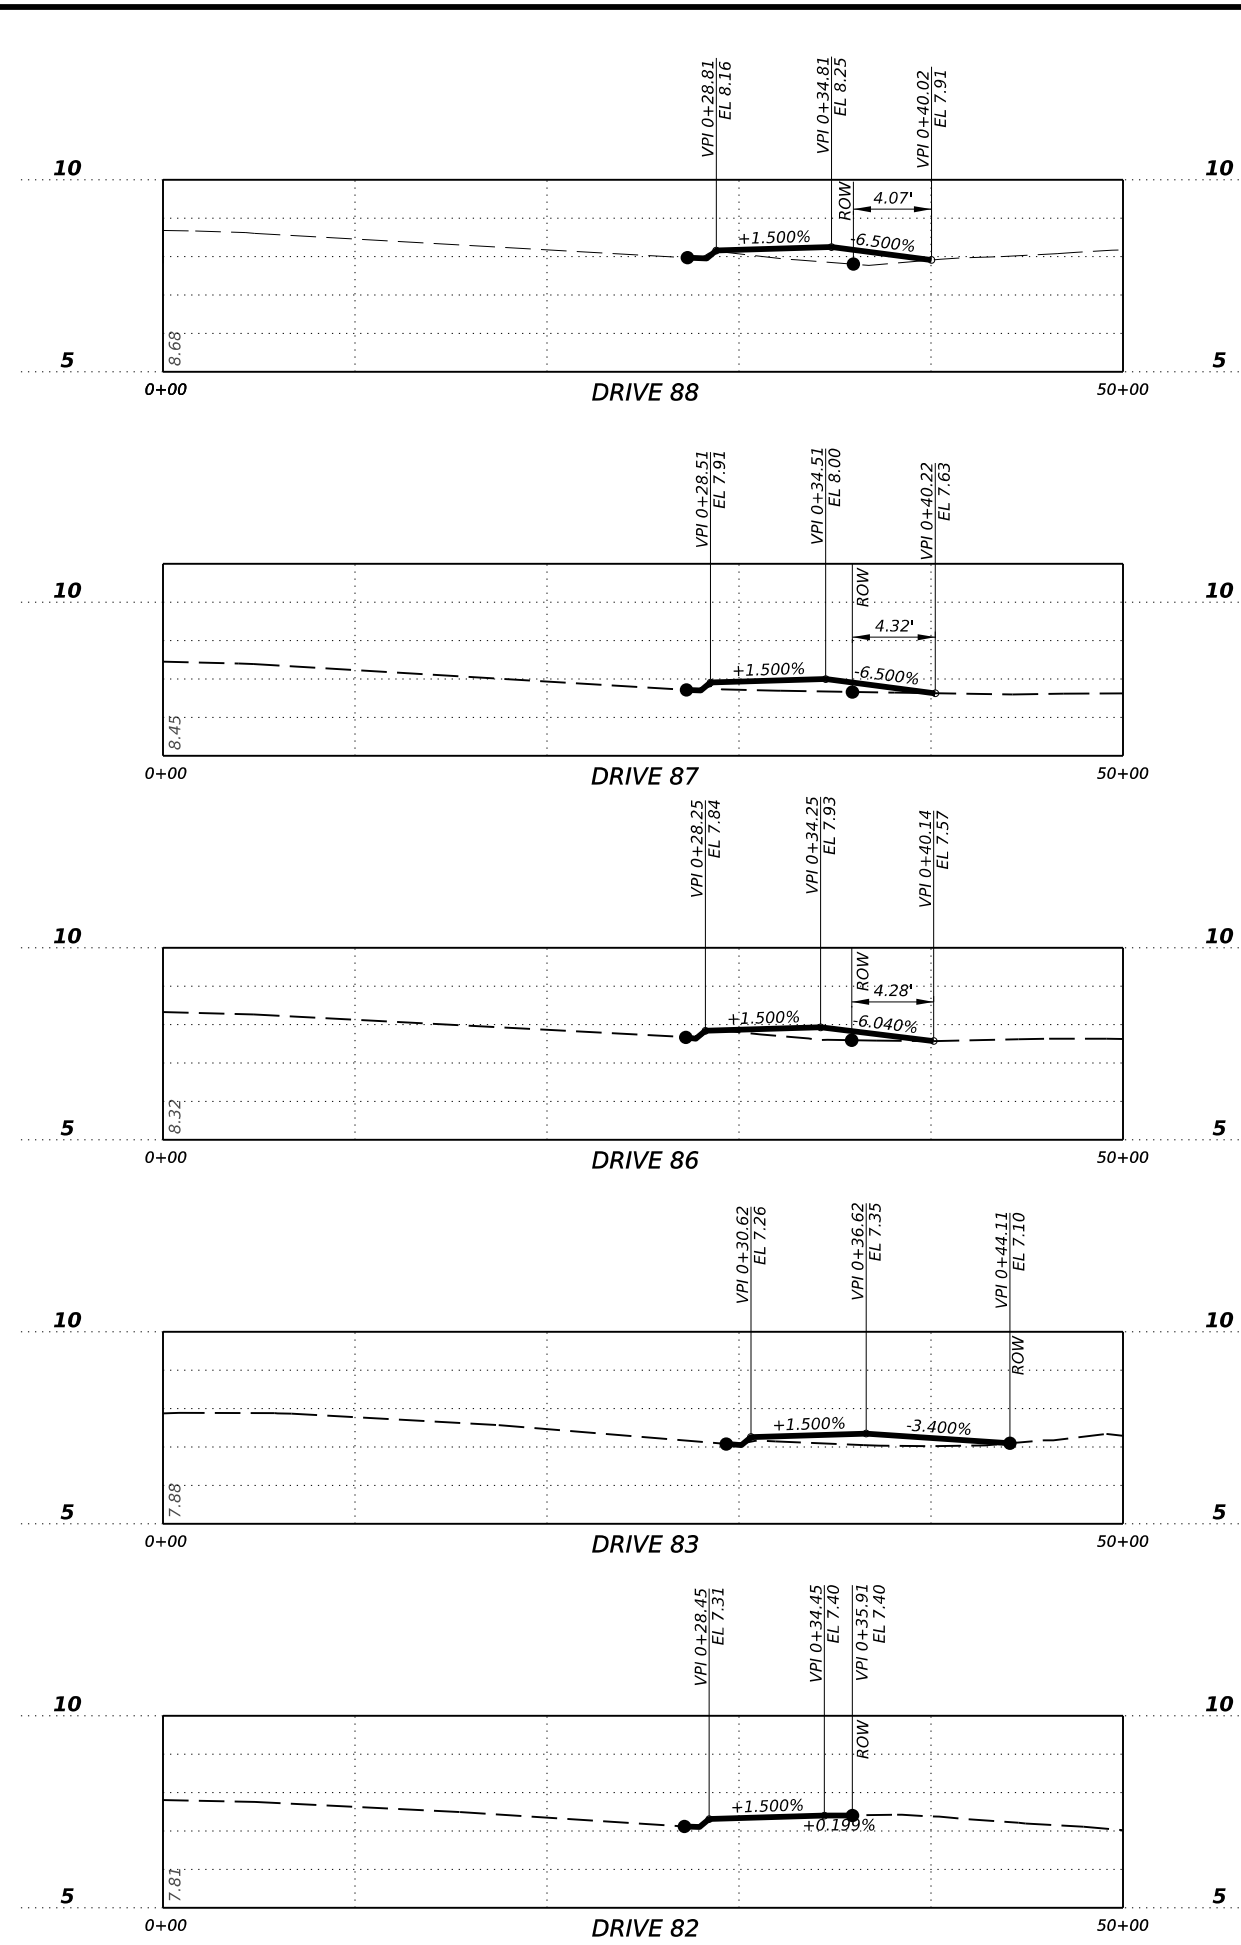 VPI 0+28.81
EL 8.16
VPI 0+34.81
EL 8.25
VPI 0+40.02
EL 7.91
10
10
ROW
4.07'
+1.500%
-6.500%
8.68
5
5
0+00
DRIVE 88
50+00
VPI 0+28.51
EL 7.91
VPI 0+34.51
EL 8.00
VPI 0+40.22
EL 7.63
10
10
ROW
4.32'
+1.500%
-6.500%
8.45
0+00
DRIVE 87
50+00
VPI 0+28.25
EL 7.84
VPI 0+34.25
EL 7.93
VPI 0+40.14
EL 7.57
10
10
ROW
4.28'
+1.500%
-6.040%
8.32
5
5
0+00
DRIVE 86
50+00
VPI 0+30.62
EL 7.26
VPI 0+36.62
EL 7.35
VPI 0+44.11
EL 7.10
10
10
ROW
+1.500%
-3.400%
7.88
5
5
0+00
DRIVE 83
50+00
VPI 0+28.45
EL 7.31
VPI 0+34.45
EL 7.40
VPI 0+35.91
EL 7.40
10
10
ROW
+1.500%
+0.199%
7.81
5
5
0+00
DRIVE 82
50+00